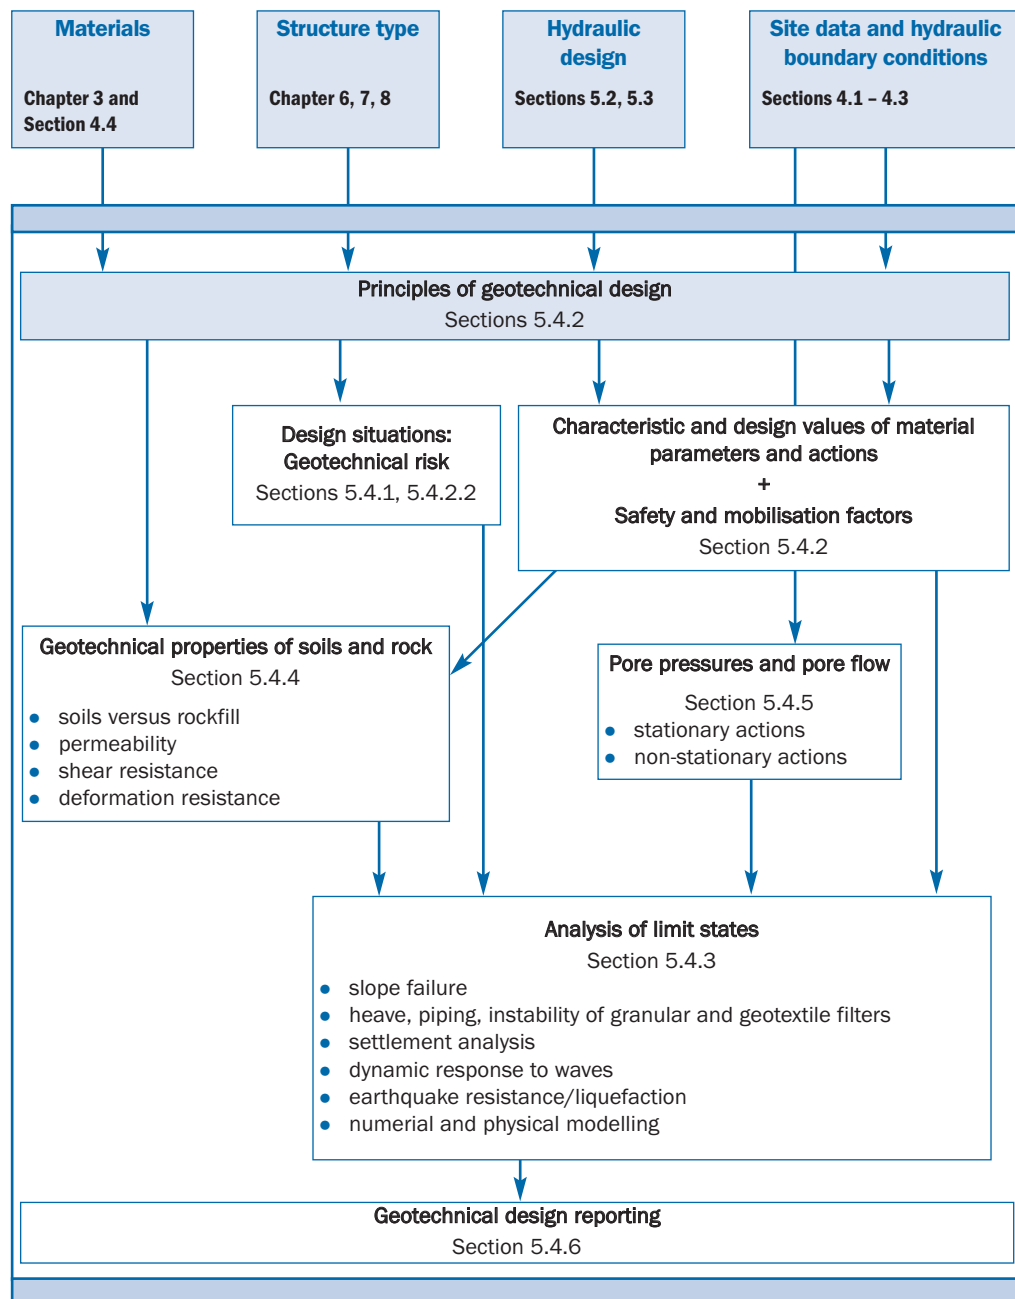 Materials
Chapter 3 and
Section 4.4
Structure type
Chapter 6, 7, 8
Hydraulic
design
Sections 5.2, 5.3
Site data and hydraulic
boundary conditions
Sections 4.1 – 4.3
Principles of geotechnical design
Sections 5.4.2
Design situations:
Geotechnical risk
Sections 5.4.1, 5.4.2.2
Characteristic and design values of material
parameters and actions
+
Safety and mobilisation factors
Section 5.4.2
Geotechnical properties of soils and rock
Section 5.4.4
● soils versus rockfill
● permeability
● shear resistance
● deformation resistance
Pore pressures and pore flow
Section 5.4.5
● stationary actions
● non-stationary actions
Analysis of limit states
Section 5.4.3
● slope failure
● heave, piping, instability of granular and geotextile filters
● settlement analysis
● dynamic response to waves
● earthquake resistance/liquefaction
● numerial and physical modelling
Geotechnical design reporting
Section 5.4.6